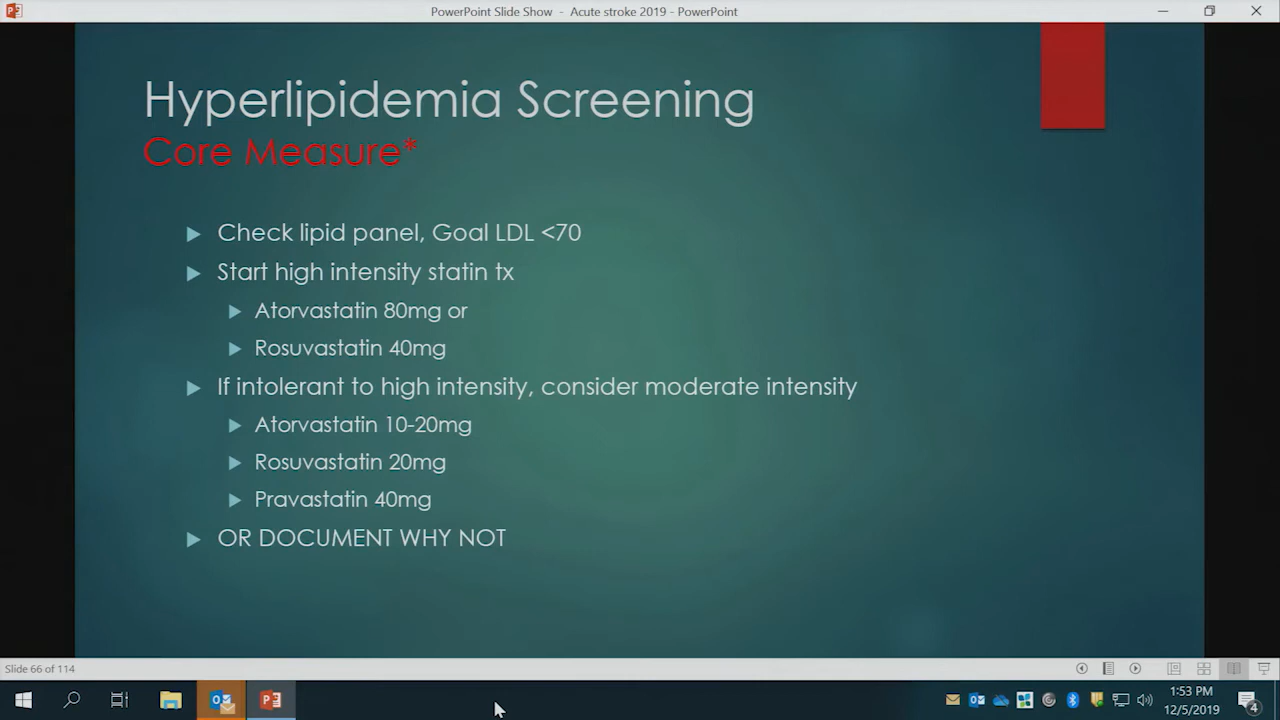 PowerPoint Slide Show - Acute stroke 2019 - PowerPoint
Hyperlipidemia Screening
Core Measure*
Check lipid panel, Goal LDL <70
Start high intensity statin tx
Atorvastatin 80mg or
Rosuvastatin 40mg
If intolerant to high intensity, consider moderate intensity
Atorvastatin 10-20mg
Rosuvastatin 20mg
Pravastatin 40mg
OR DOCUMENT WHY NOT
Slide 66 of 114
1:53 PM
12/5/2019
4